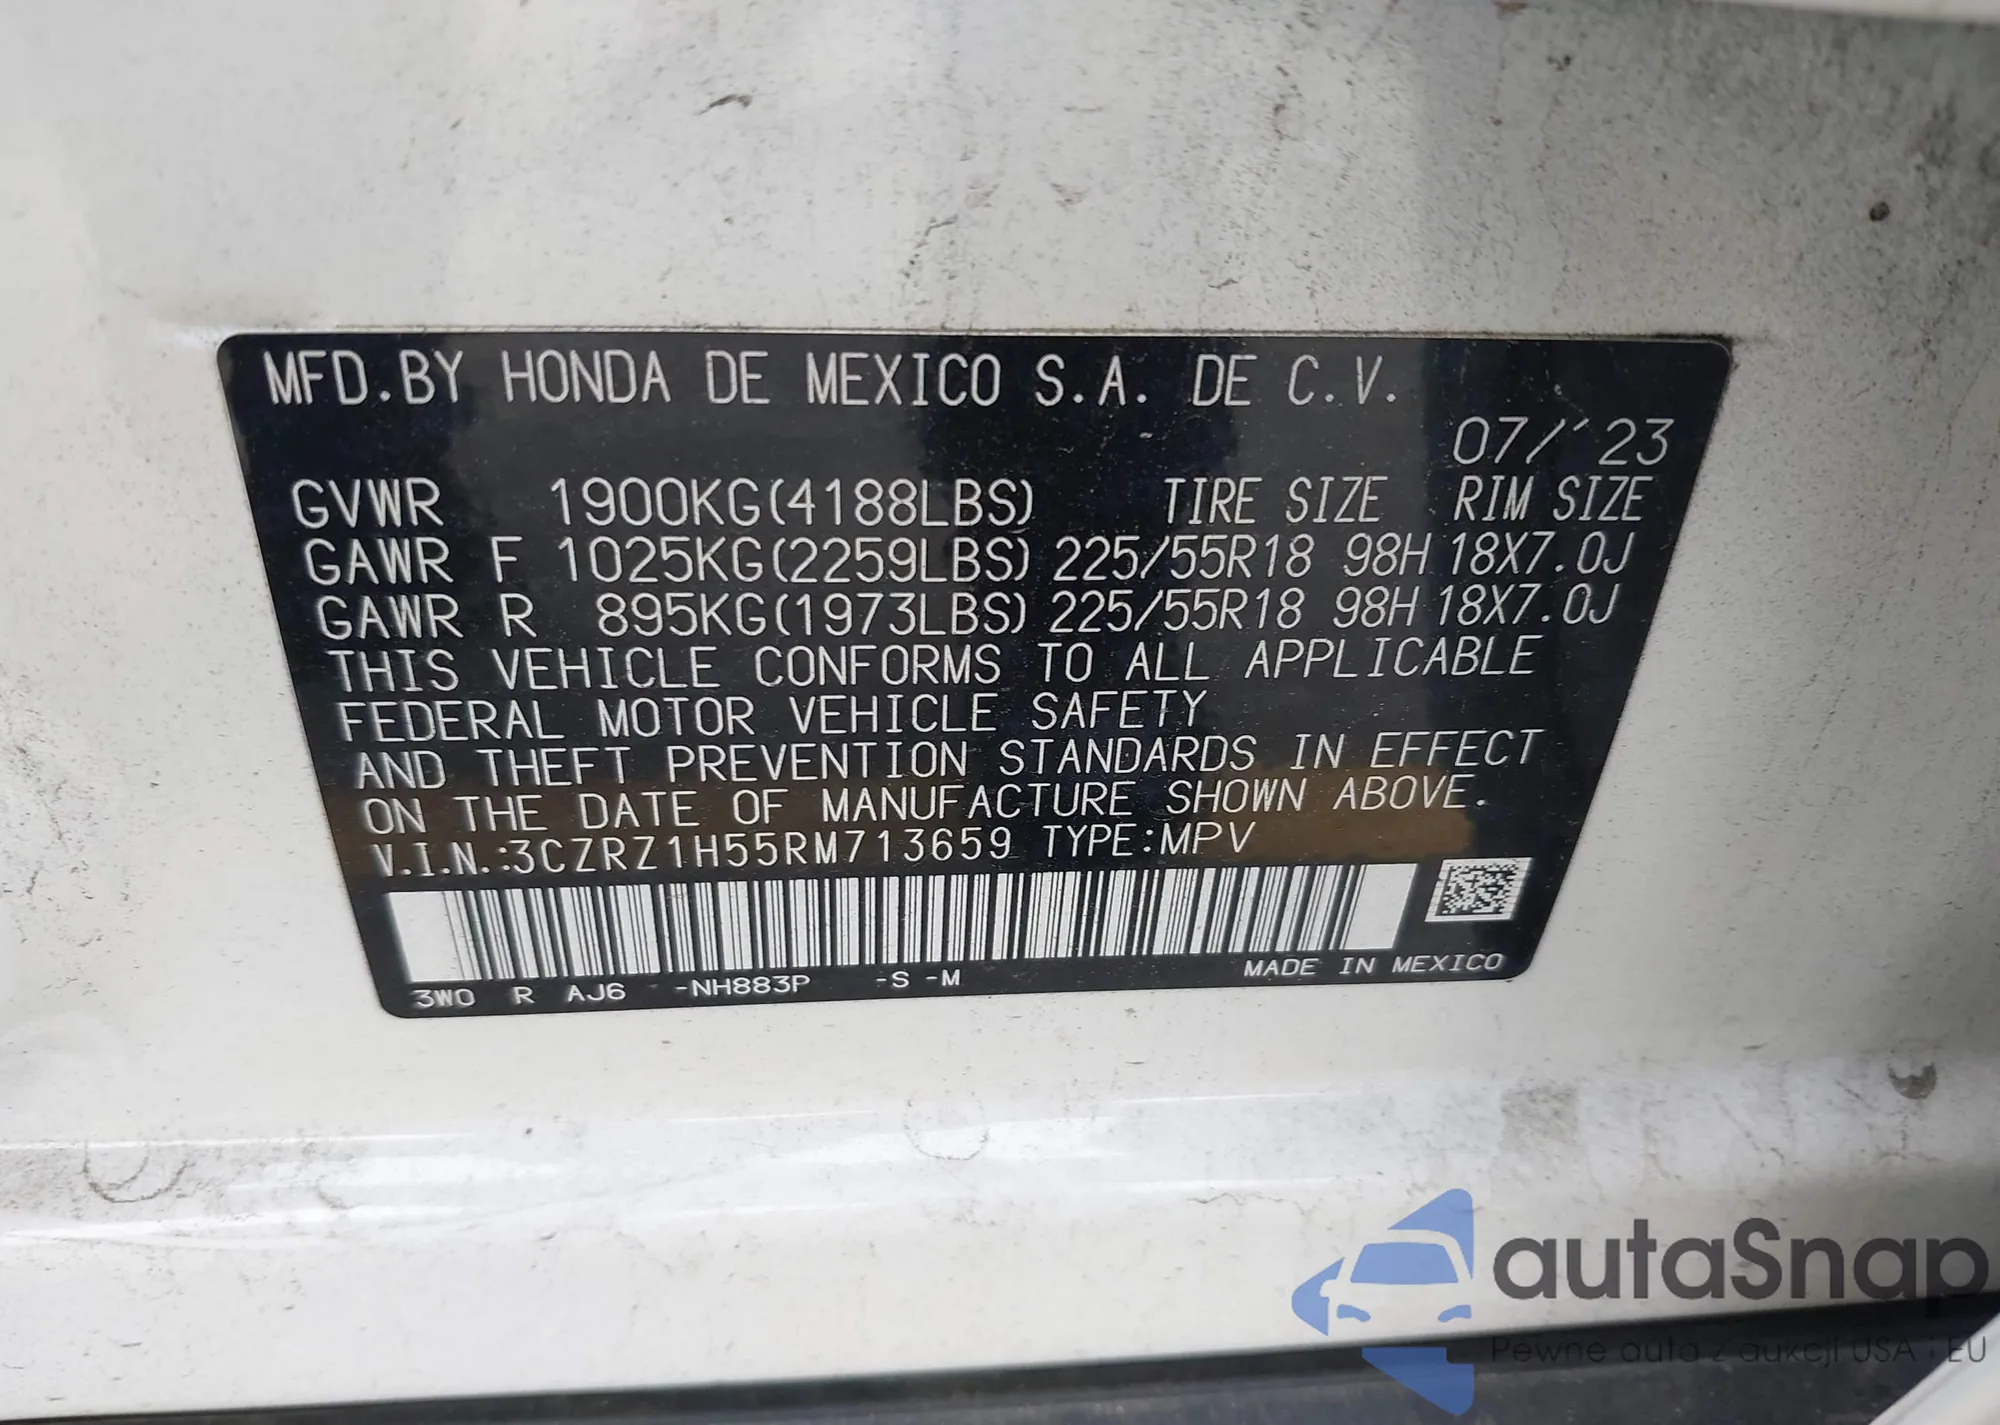 MFD.BY HONDA DE MEXICO S.A. DE C.V.
07/'23
GVWR 1900KG(4188LBS) TIRE SIZE RIM SIZE
GAWR F 1025KG(2259LBS) 225/55R18 98H 18X7.0J
GAWR R 895KG(1973LBS) 225/55R18 98H 18X7.0J
THIS VEHICLE CONFORMS TO ALL APPLICABLE
FEDERAL MOTOR VEHICLE SAFETY
AND THEFT PREVENTION STANDARDS IN EFFECT
ON THE DATE OF MANUFACTURE SHOWN ABOVE.
V.I.N.:3CZRZ1H55RM713659 TYPE:MPV
3W0 R AJ6 -NH883P -S -M MADE IN MEXICO
autaSnap
Pewne auta z aukcji USA i EU